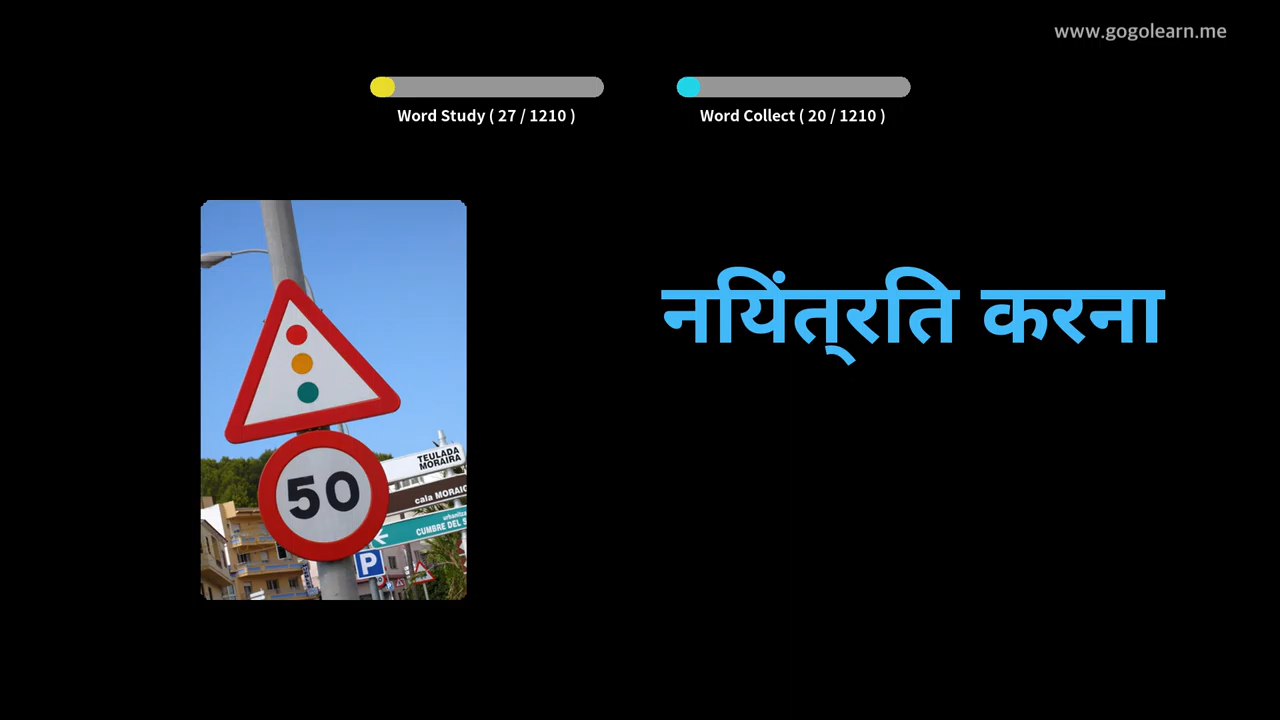 www.gogolearn.me
Word Study ( 27 / 1210 )
Word Collect ( 20 / 1210 )
नयिंत्रति करना
50
TEULADA
MORAIRA
cala
CUMBRE DEL
P